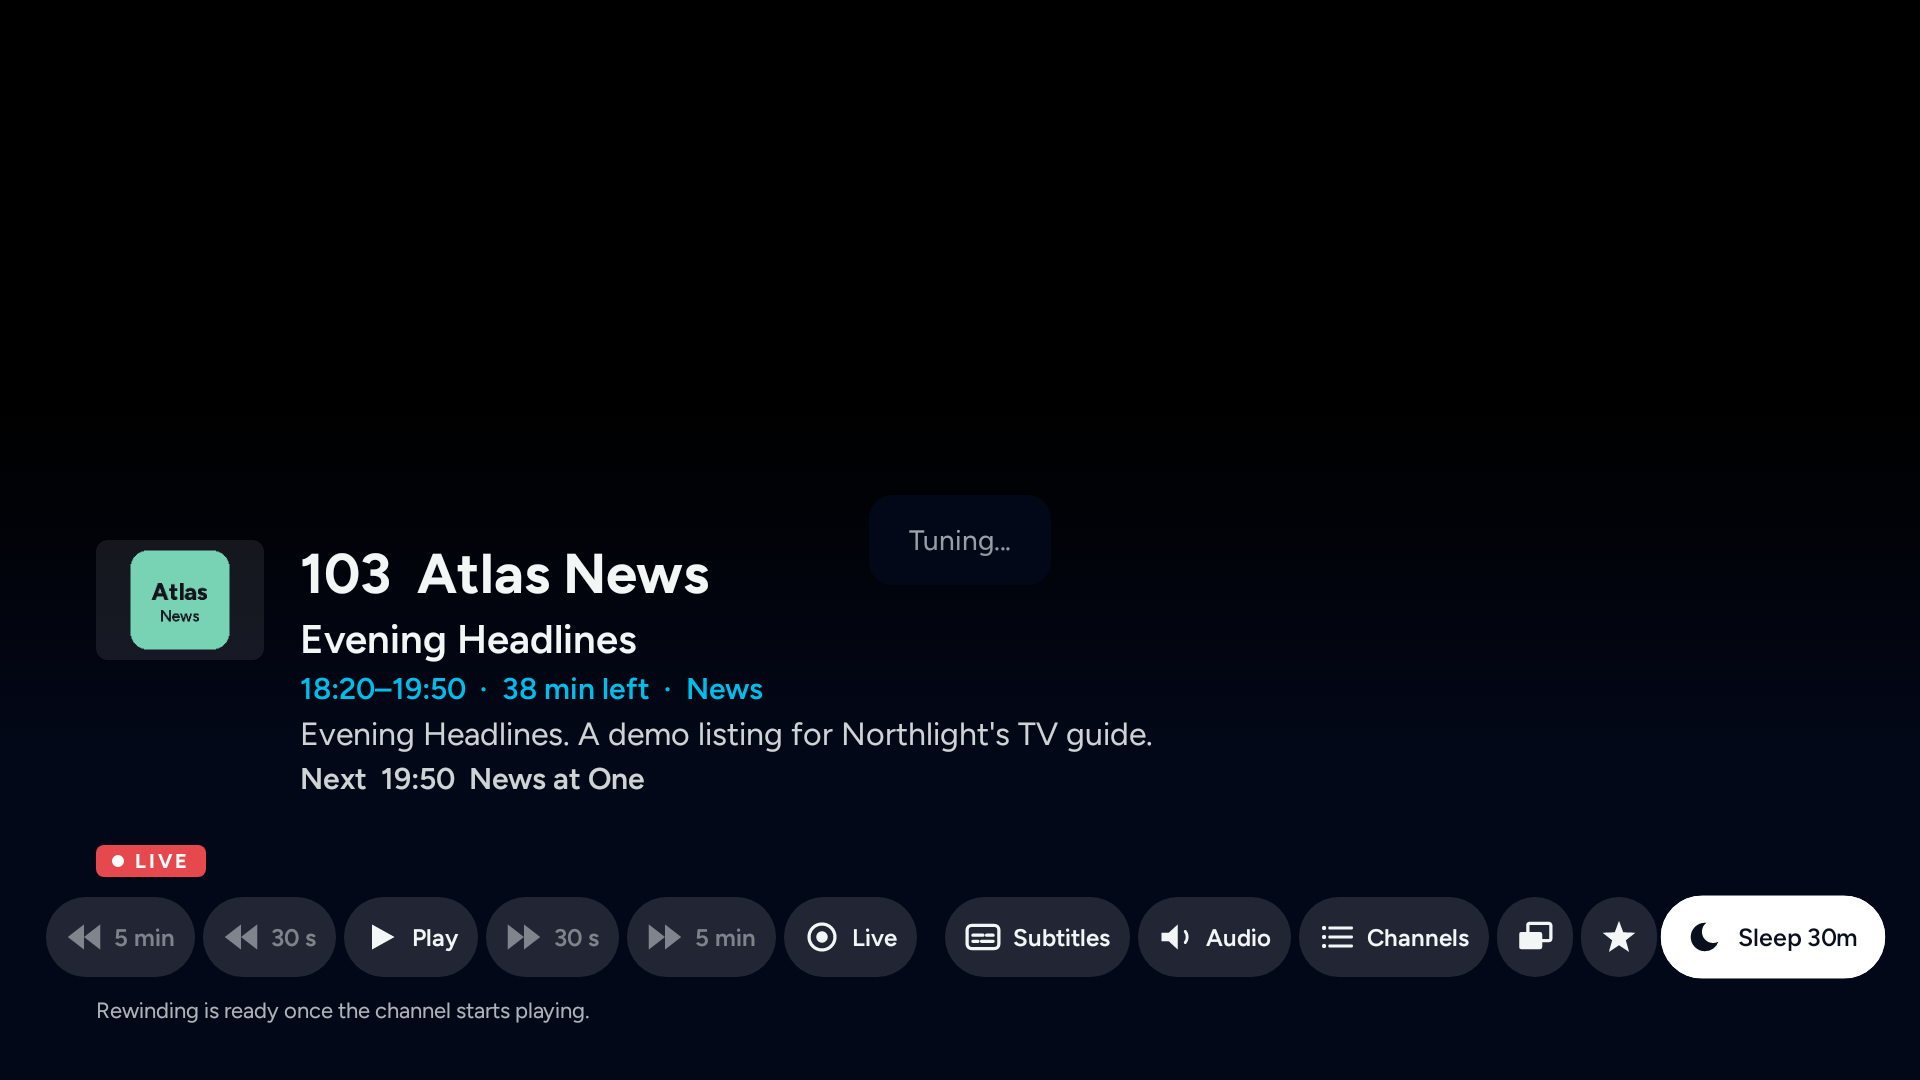 Tuning...
Atlas
News
103 Atlas News
Evening Headlines
18:20–19:50 · 38 min left · News
Evening Headlines. A demo listing for Northlight's TV guide.
Next 19:50 News at One
LIVE
5 min 30 s Play 30 s 5 min Live Subtitles Audio Channels Sleep 30m
Rewinding is ready once the channel starts playing.